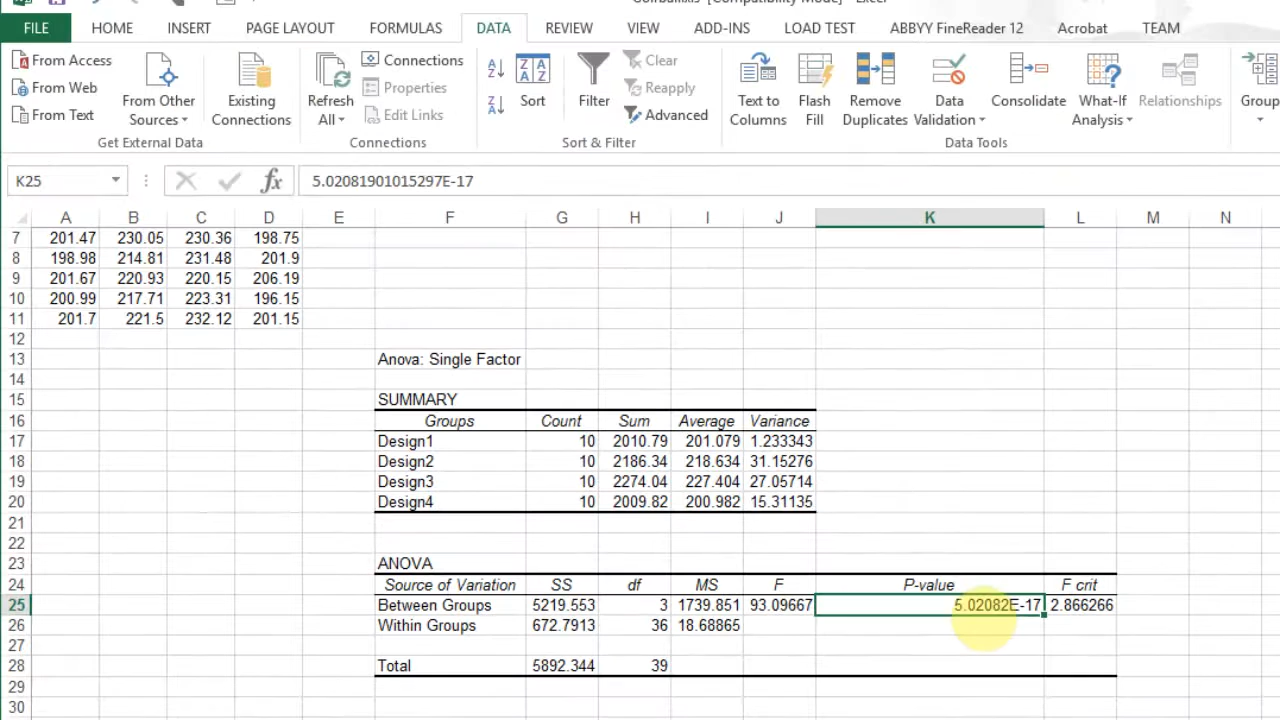 [Compatibility Mode] - Excel
FILE HOME INSERT PAGE LAYOUT FORMULAS DATA REVIEW VIEW ADD-INS LOAD TEST ABBYY FineReader 12 Acrobat TEAM
From Access
From Web
From Text
From Other Sources
Existing Connections
Get External Data
Refresh All
Connections
Properties
Edit Links
Connections
A Z
Z A
Z A A Z
Sort
Filter
Clear
Reapply
Advanced
Sort & Filter
Text to Columns
Flash Fill
Remove Duplicates
Data Validation
Consolidate
What-If Analysis
Relationships
Data Tools
Group
K25 fx 5.02081901015297E-17
A B C D E F G H I J K L M N
7 201.47 230.05 230.36 198.75
8 198.98 214.81 231.48 201.9
9 201.67 220.93 220.15 206.19
10 200.99 217.71 223.31 196.15
11 201.7 221.5 232.12 201.15
12
13 Anova: Single Factor
14
15 SUMMARY
16 Groups Count Sum Average Variance
17 Design1 10 2010.79 201.079 1.233343
18 Design2 10 2186.34 218.634 31.15276
19 Design3 10 2274.04 227.404 27.05714
20 Design4 10 2009.82 200.982 15.31135
21
22
23 ANOVA
24 Source of Variation SS df MS F P-value F crit
25 Between Groups 5219.553 3 1739.851 93.09667 5.02082E-17 2.866266
26 Within Groups 672.7913 36 18.68865
27
28 Total 5892.344 39
29
30